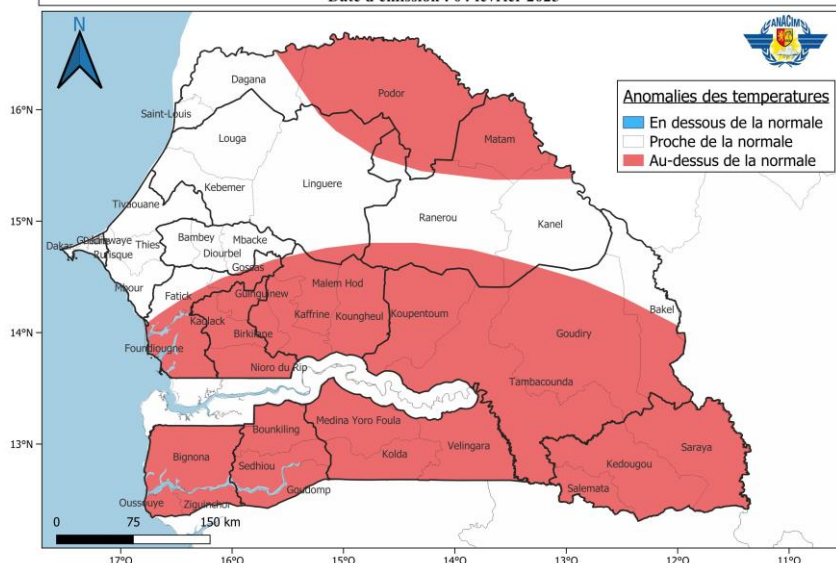 ANACIM
Anomalies des temperatures
En dessous de la normale
Proche de la normale
Au-dessus de la normale
16°N
15°N
14°N
13°N
Dagana
Podor
Saint-Louis
Matam
Louga
Linguere
Kebemer
Tivaouane
Ranerou
Kanel
Dakar
Rufisque
Thies
Bambey
Mbacke
Diourbel
Gossas
Mbour
Fatick
Guinguinew
Malem Hod
Bakel
Kaolack
Kaffrine
Koungheul
Koupentoum
Goudiry
Foundiougne
Birkilane
Nioro du Rip
Tambacounda
Medina Yoro Foula
Bounkiling
Velingara
Saraya
Bignona
Sedhiou
Kolda
Kedougou
Goudomp
Salemata
Oussouye
Ziguinchor
0 75 150 km
17°O 16°O 15°O 14°O 13°O 12°O 11°O